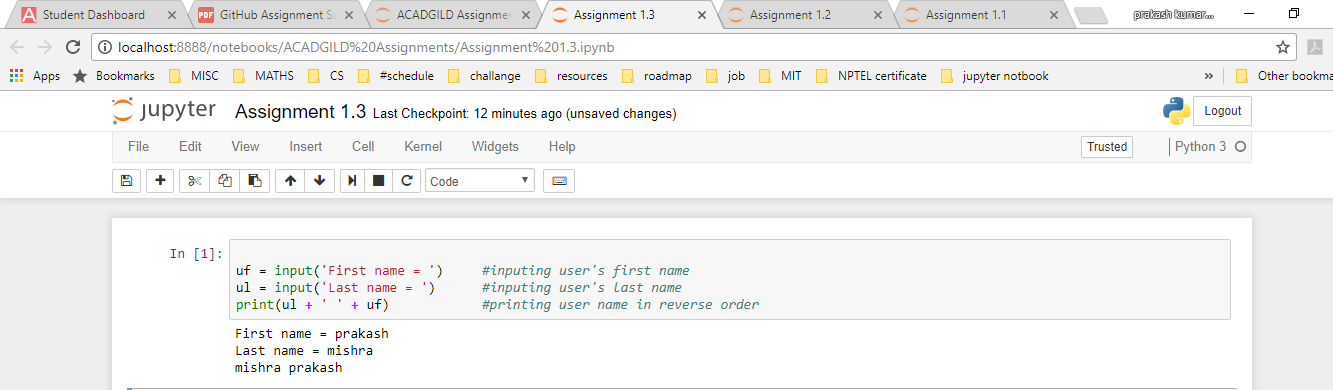 Student Dashboard
GitHub Assignment Su
ACADGILD Assignmen
Assignment 1.3
Assignment 1.2
Assignment 1.1
prakash kumar...
localhost:8888/notebooks/ACADGILD%20Assignments/Assignment%201.3.ipynb
Apps Bookmarks MISC MATHS CS #schedule challange resources roadmap job MIT NPTEL certificate jupyter notbook » Other bookma
jupyter Assignment 1.3 Last Checkpoint: 12 minutes ago (unsaved changes) Logout
File Edit View Insert Cell Kernel Widgets Help Trusted Python 3
Code
In [1]:
uf = input('First name = ') #inputing user's first name
ul = input('Last name = ') #inputing user's last name
print(ul + ' ' + uf) #printing user name in reverse order
First name = prakash
Last name = mishra
mishra prakash